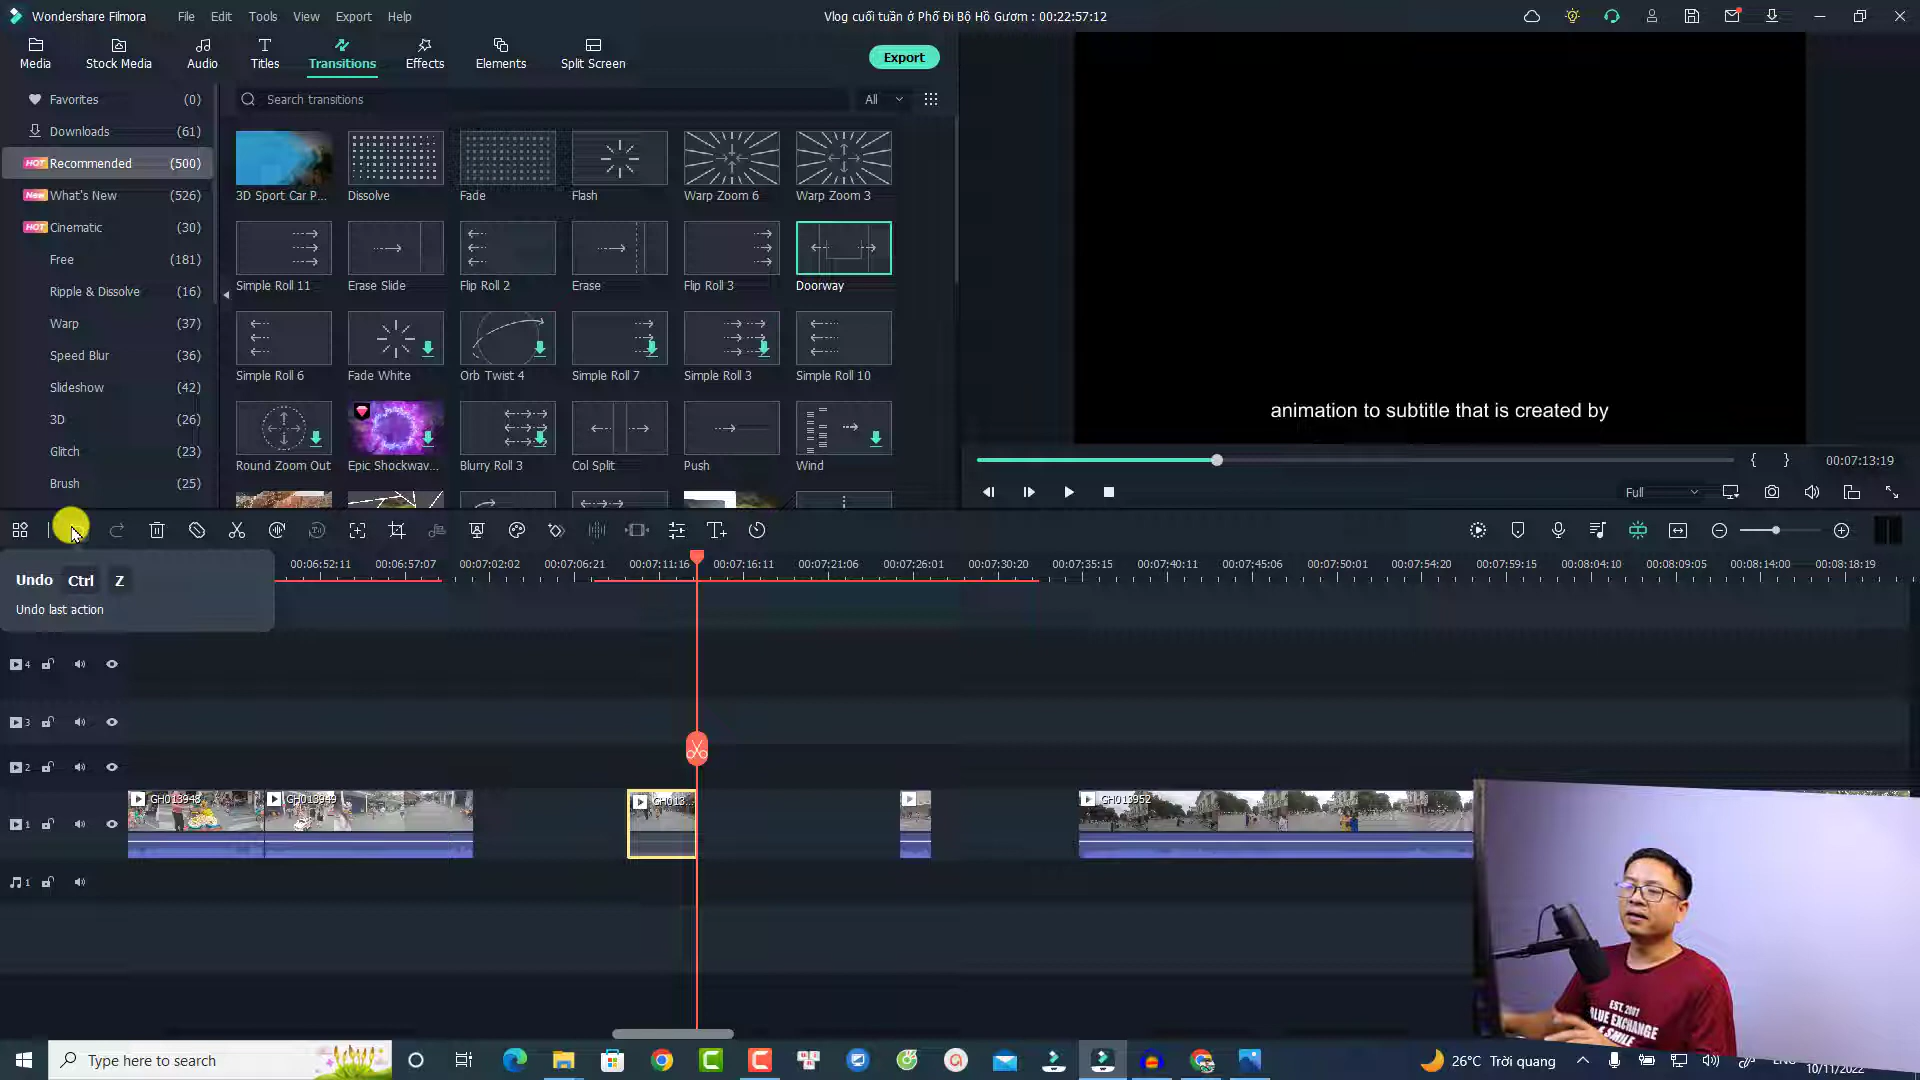 Wondershare Filmora
File Edit Tools View Export Help
Vlog cuối tuần ở Phố Đi Bộ Hồ Gươm : 00:22:57:12
Media Stock Media Audio Titles Transitions Effects Elements Split Screen
Export
Favorites (0)
Downloads (61)
HOT Recommended (500)
New What's New (526)
HOT Cinematic (30)
Free (181)
Ripple & Dissolve (16)
Warp (37)
Speed Blur (36)
Slideshow (42)
3D (26)
Glitch (23)
Brush (25)
Search transitions
All
3D Sport Car P... Dissolve Fade Flash Warp Zoom 6 Warp Zoom 3
Simple Roll 11 Erase Slide Flip Roll 2 Erase Flip Roll 3 Doorway
Simple Roll 6 Fade White Orb Twist 4 Simple Roll 7 Simple Roll 3 Simple Roll 10
Round Zoom Out Epic Shockwav... Blurry Roll 3 Col Split Push Wind
animation to subtitle that is created by
{ } 00:07:13:19
Full
Undo Ctrl Z
Undo last action
00:06:52:11 00:06:57:07 00:07:02:02 00:07:06:21 00:07:11:16 00:07:16:11 00:07:21:06 00:07:26:01 00:07:30:20 00:07:35:15 00:07:40:11 00:07:45:06 00:07:50:01 00:07:54:20 00:07:59:15 00:08:04:10 00:08:09:05 00:08:14:00 00:08:18:19
4
3
2
1
GH013948 GH013949 GH013... GH013952
1
EST. 2001
BLUE EXCHANGE
& SMILE
Type here to search
26°C Trời quang
10/11/2022